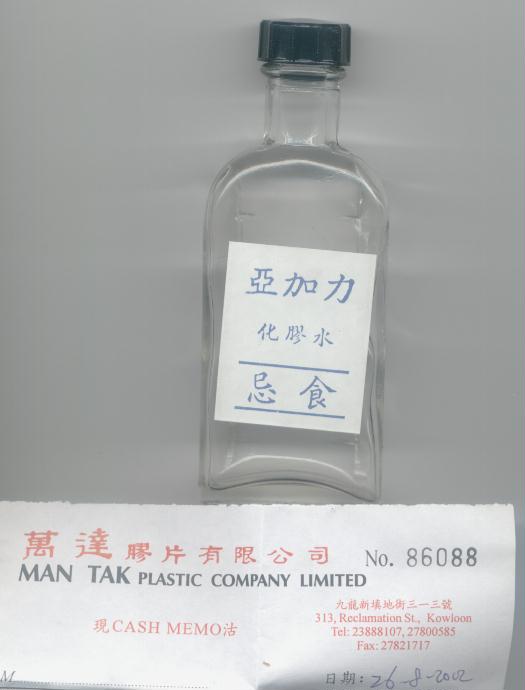 亞加力
化膠水
忌食
萬達膠片有限公司 No. 86088
MAN TAK PLASTIC COMPANY LIMITED
九龍新填地街三一三號
313, Reclamation St., Kowloon
現CASH MEMO沽
Tel: 23888107, 27800585
Fax: 27821717
M
日期: 26-8-2002